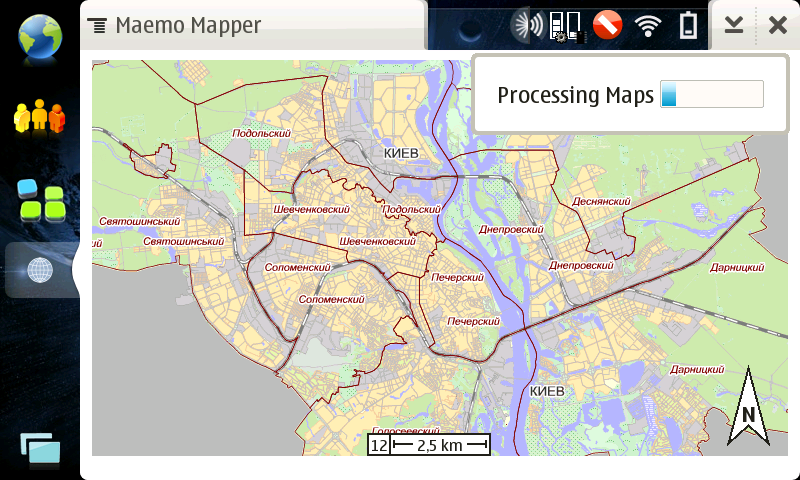 Maemo Mapper
Processing Maps
Подольский
КИЕВ
Деснянский
Шевченковский
Подольский
Святошинский
Днепровский
ий
Святошинский
Шевченковский
Соломенский
Днепровский
Дарницкий
Печерский
Соломенский
Печерский
Дарницкий
КИЕВ
Голосеевский
12
2,5 km
N